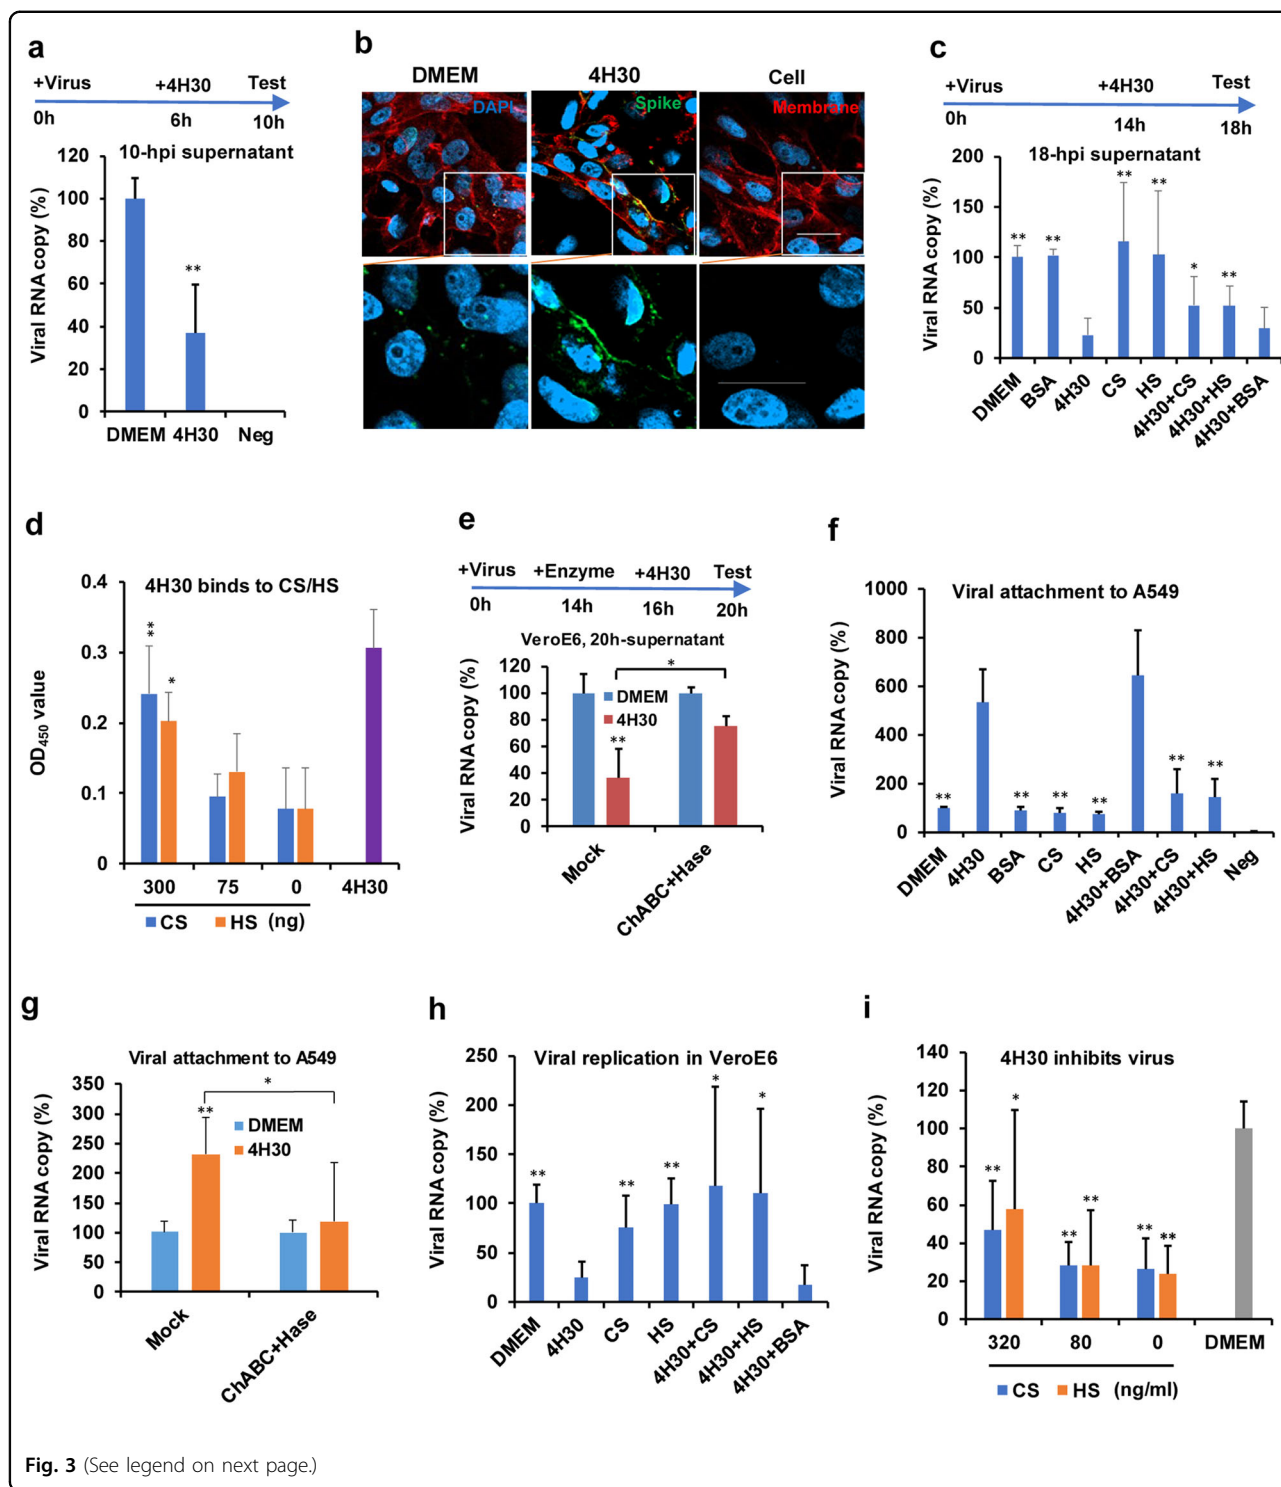 a
+Virus +4H30 Test
0h 6h 10h
10-hpi supernatant
Viral RNA copy (%)
120
100
80
60
40
20
0
**
DMEM 4H30 Neg
b
DMEM 4H30 Cell
DAPI Spike Membrane
c
+Virus +4H30 Test
0h 14h 18h
18-hpi supernatant
Viral RNA copy (%)
200
150
100
50
0
** ** ** ** * **
DMEM BSA 4H30 CS HS 4H30+CS 4H30+HS 4H30+BSA
d
4H30 binds to CS/HS
OD450 value
0.4
0.3
0.2
0.1
0
** *
300 75 0 4H30
CS HS (ng)
e
+Virus +Enzyme +4H30 Test
0h 14h 16h 20h
VeroE6, 20h-supernatant
Viral RNA copy (%)
120
100
80
60
40
20
0
*
DMEM
4H30
**
Mock ChABC+Hase
f
Viral attachment to A549
Viral RNA copy (%)
1000
800
600
400
200
0
** ** ** ** ** **
DMEM 4H30 BSA CS HS 4H30+BSA 4H30+CS 4H30+HS Neg
g
Viral attachment to A549
Viral RNA copy (%)
350
300
250
200
150
100
50
0
*
**
DMEM
4H30
Mock ChABC+Hase
h
Viral replication in VeroE6
Viral RNA copy (%)
250
200
150
100
50
0
** ** ** * *
DMEM 4H30 CS HS 4H30+CS 4H30+HS 4H30+BSA
i
4H30 inhibits virus
Viral RNA copy (%)
140
120
100
80
60
40
20
0
** * ** ** ** **
320 80 0 DMEM
CS HS (ng/ml)
Fig. 3 (See legend on next page.)